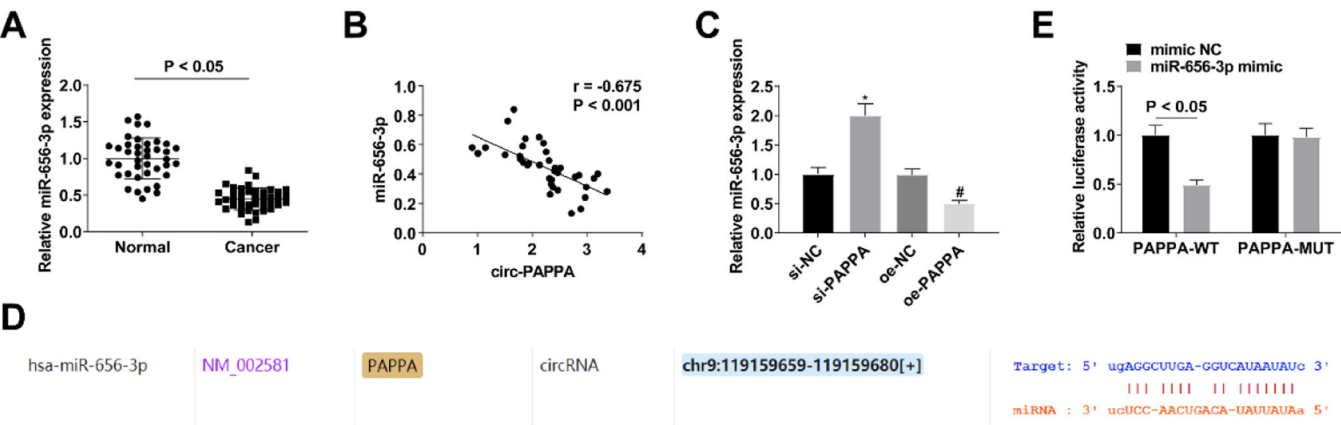 A
Relative miR-656-3p expression
P < 0.05
2.0
1.5
1.0
0.5
0.0
Normal
Cancer
B
miR-656-3p
r = -0.675
P < 0.001
1.0
0.8
0.6
0.4
0.2
0.0
0
1
2
3
4
circ-PAPPA
C
Relative miR-656-3p expression
2.5
2.0
1.5
1.0
0.5
0.0
*
#
si-NC
si-PAPPA
oe-NC
oe-PAPPA
E
mimic NC
miR-656-3p mimic
Relative luciferase activity
1.5
1.0
0.5
0.0
P < 0.05
PAPPA-WT
PAPPA-MUT
D
hsa-miR-656-3p NM_002581 PAPPA circRNA chr9:119159659-119159680[+]
Target: 5' ugAGGCUUGA-GGUCAUAAUAUc 3'
miRNA : 3' ucUCC-AACUGACA-UAUUAUAa 5'